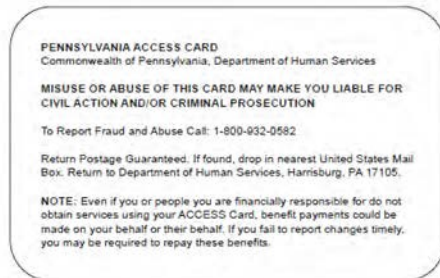 PENNSYLVANIA ACCESS CARD
Commonwealth of Pennsylvania, Department of Human Services
MISUSE OR ABUSE OF THIS CARD MAY MAKE YOU LIABLE FOR
CIVIL ACTION AND/OR CRIMINAL PROSECUTION
To Report Fraud and Abuse Call: 1-800-932-0582
Return Postage Guaranteed. If found, drop in nearest United States Mail
Box. Return to Department of Human Services, Harrisburg, PA 17105.
NOTE: Even if you or people you are financially responsible for do not
obtain services using your ACCESS Card, benefit payments could be
made on your behalf or their behalf. If you fail to report changes timely,
you may be required to repay these benefits.